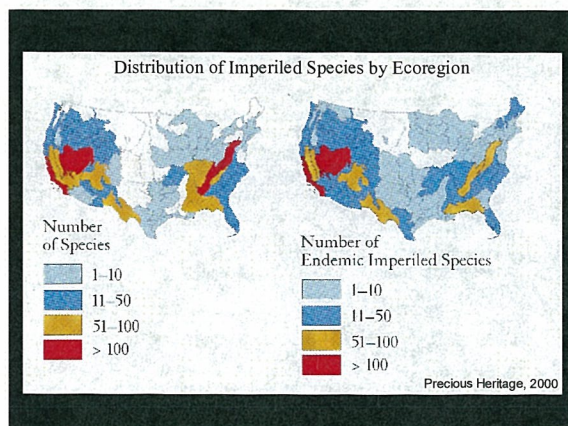 Distribution of Imperiled Species by Ecoregion
Number
of Species
1–10
11–50
51–100
> 100
Number of
Endemic Imperiled Species
1–10
11–50
51–100
> 100
Precious Heritage, 2000